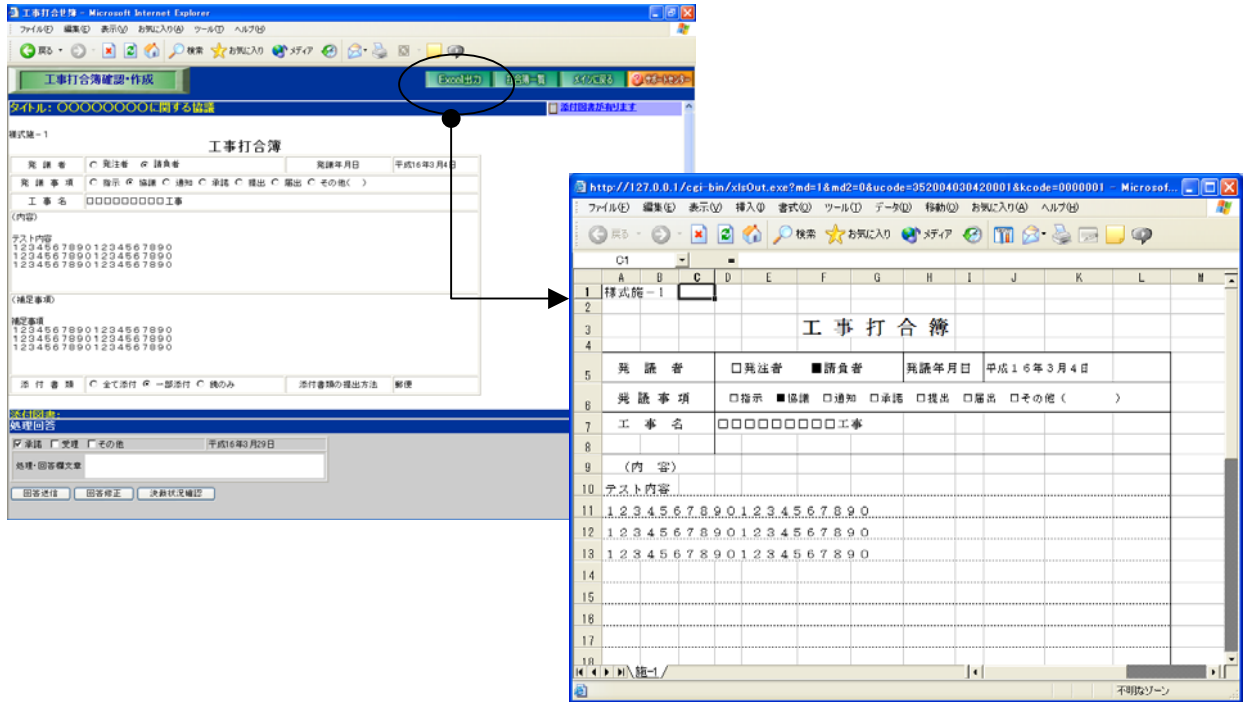 工事打合せ簿 - Microsoft Internet Explorer
ファイル(F) 編集(E) 表示(V) お気に入り(A) ツール(T) ヘルプ(H)
戻る 検索 お気に入り メディア
工事打合簿確認・作成 Excel出力 打合簿一覧
タイトル: ○○○○○○○○に関する協議 添付図書が有ります
様式施-1
工事打合簿
発 議 者 発注者 請負者 発議年月日 平成16年3月4日
発 議 事 項 指示 協議 通知 承諾 提出 届出 その他( )
工 事 名 □□□□□□□□□工事
(内容)
テスト内容
12345678901234567890
12345678901234567890
12345678901234567890
(補足事項)
補足事項
12345678901234567890
12345678901234567890
12345678901234567890
添 付 書 類 全て添付 一部添付 鏡のみ 添付書類の提出方法 郵便
添付図書:
処理回答
承諾 受理 その他 平成16年3月29日
処理・回答欄文章
回答送信 回答修正 決裁状況確認
http://127.0.0.1/cgi-bin/xlsOut.exe?md=1&md2=0&ucode=352004030420001&kcode=0000001 - Microsof...
ファイル(F) 編集(E) 表示(V) 挿入(I) 書式(O) ツール(T) データ(D) 移動(G) お気に入り(A) ヘルプ(H)
戻る 検索 お気に入り メディア
C1 =
A B C D E F G H I J K L M
1 様式施-1
2
3 工 事 打 合 簿
4
5 発 議 者 □発注者 ■請負者 発議年月日 平成16年3月4日
6 発 議 事 項 □指示 ■協議 □通知 □承諾 □提出 □届出 □その他( )
7 工 事 名 □□□□□□□□□工事
8
9 (内 容)
10 テスト内容
11 12345678901234567890
12 12345678901234567890
13 12345678901234567890
14
15
16
17
18
施-1
不明なゾーン